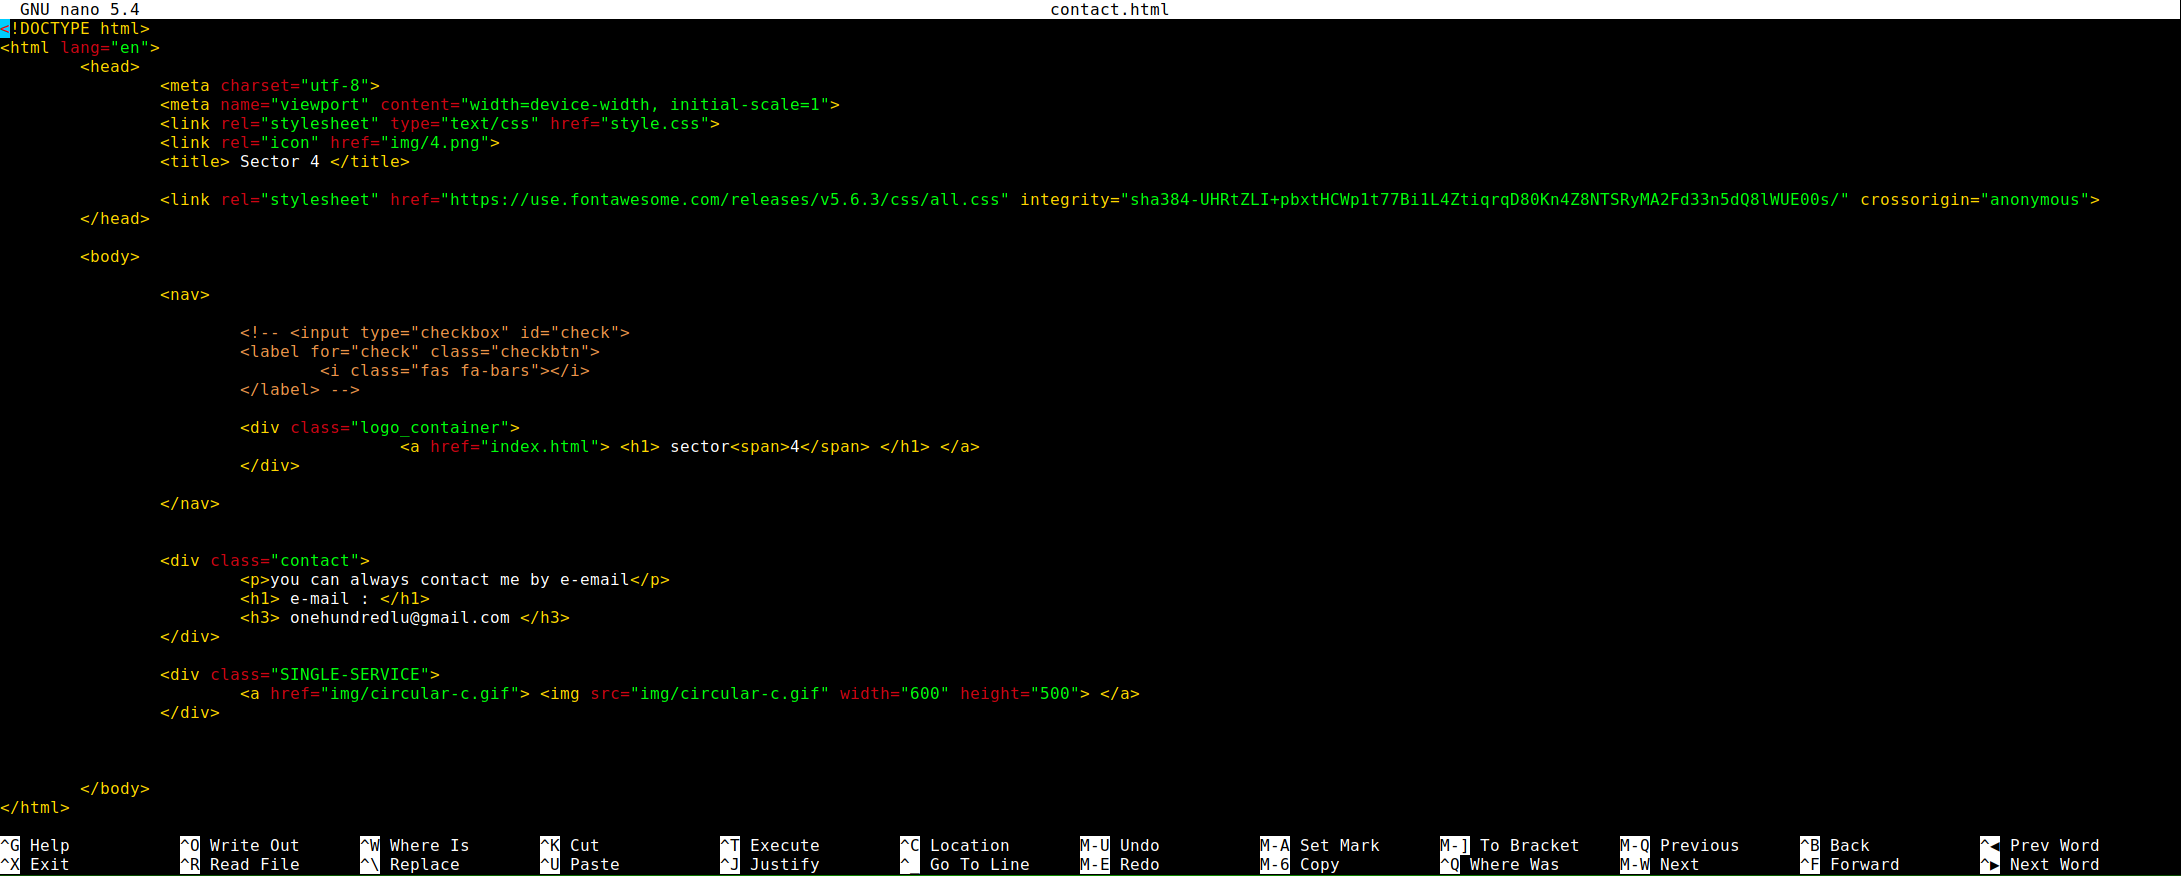 GNU nano 5.4 contact.html
<!DOCTYPE html>
<html lang="en">
<head>
<meta charset="utf-8">
<meta name="viewport" content="width=device-width, initial-scale=1">
<link rel="stylesheet" type="text/css" href="style.css">
<link rel="icon" href="img/4.png">
<title> Sector 4 </title>
<link rel="stylesheet" href="https://use.fontawesome.com/releases/v5.6.3/css/all.css" integrity="sha384-UHRtZLI+pbxtHCWp1t77Bi1L4ZtiqrqD80Kn4Z8NTSRyMA2Fd33n5dQ8lWUE00s/" crossorigin="anonymous">
</head>
<body>
<nav>
<!-- <input type="checkbox" id="check">
<label for="check" class="checkbtn">
<i class="fas fa-bars"></i>
</label> -->
<div class="logo_container">
<a href="index.html"> <h1> sector<span>4</span> </h1> </a>
</div>
</nav>
<div class="contact">
<p>you can always contact me by e-email</p>
<h1> e-mail : </h1>
<h3> onehundredlu@gmail.com </h3>
</div>
<div class="SINGLE-SERVICE">
<a href="img/circular-c.gif"> <img src="img/circular-c.gif" width="600" height="500"> </a>
</div>
</body>
</html>
^G Help ^O Write Out ^W Where Is ^K Cut ^T Execute ^C Location M-U Undo M-A Set Mark M-] To Bracket M-Q Previous ^B Back ^◀ Prev Word
^X Exit ^R Read File ^\ Replace ^U Paste ^J Justify ^_ Go To Line M-E Redo M-6 Copy ^Q Where Was M-W Next ^F Forward ^▶ Next Word